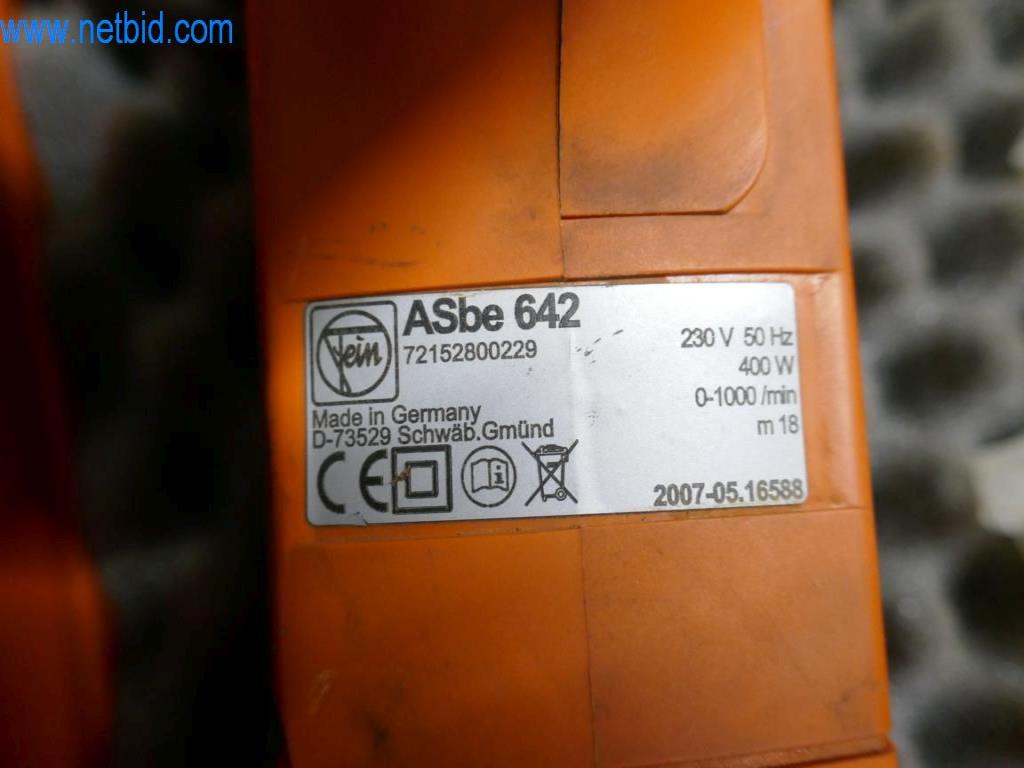 www.netbid.com
Fein
ASbe 642
72152800229
Made in Germany
D-73529 Schwäb.Gmünd
CE
230 V 50 Hz
400 W
0-1000 /min
m 18
2007-05.16588